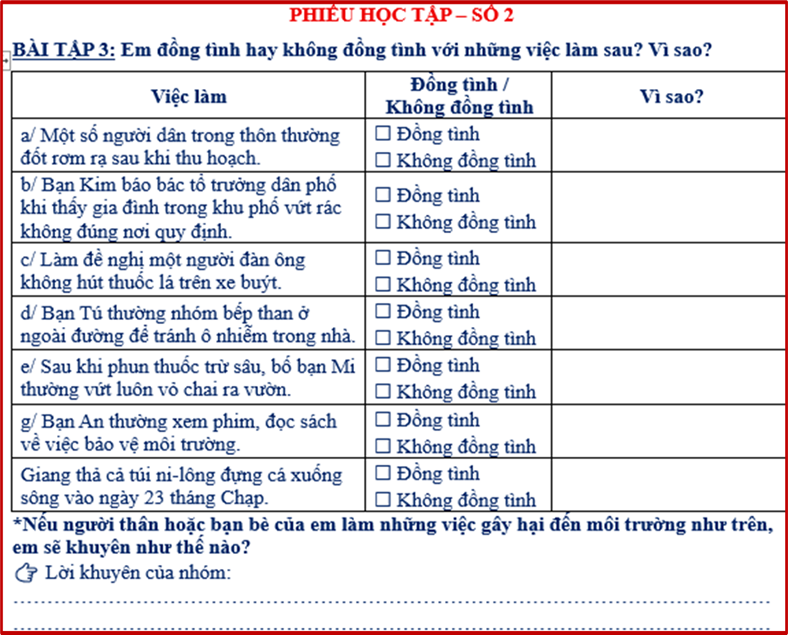 PHIẾU HỌC TẬP – SỐ 2
BÀI TẬP 3: Em đồng tình hay không đồng tình với những việc làm sau? Vì sao?
Việc làm
Đồng tình /
Không đồng tình
Vì sao?
a/ Một số người dân trong thôn thường
đốt rơm rạ sau khi thu hoạch.
☐ Đồng tình
☐ Không đồng tình
b/ Bạn Kim báo bác tổ trưởng dân phố
khi thấy gia đình trong khu phố vứt rác
không đúng nơi quy định.
☐ Đồng tình
☐ Không đồng tình
c/ Làm đề nghị một người đàn ông
không hút thuốc lá trên xe buýt.
☐ Đồng tình
☐ Không đồng tình
d/ Bạn Tú thường nhóm bếp than ở
ngoài đường để tránh ô nhiễm trong nhà.
☐ Đồng tình
☐ Không đồng tình
e/ Sau khi phun thuốc trừ sâu, bố bạn Mi
thường vứt luôn vỏ chai ra vườn.
☐ Đồng tình
☐ Không đồng tình
g/ Bạn An thường xem phim, đọc sách
về việc bảo vệ môi trường.
☐ Đồng tình
☐ Không đồng tình
Giang thả cả túi ni-lông đựng cá xuống
sông vào ngày 23 tháng Chạp.
☐ Đồng tình
☐ Không đồng tình
*Nếu người thân hoặc bạn bè của em làm những việc gây hại đến môi trường như trên,
em sẽ khuyên như thế nào?
Lời khuyên của nhóm: